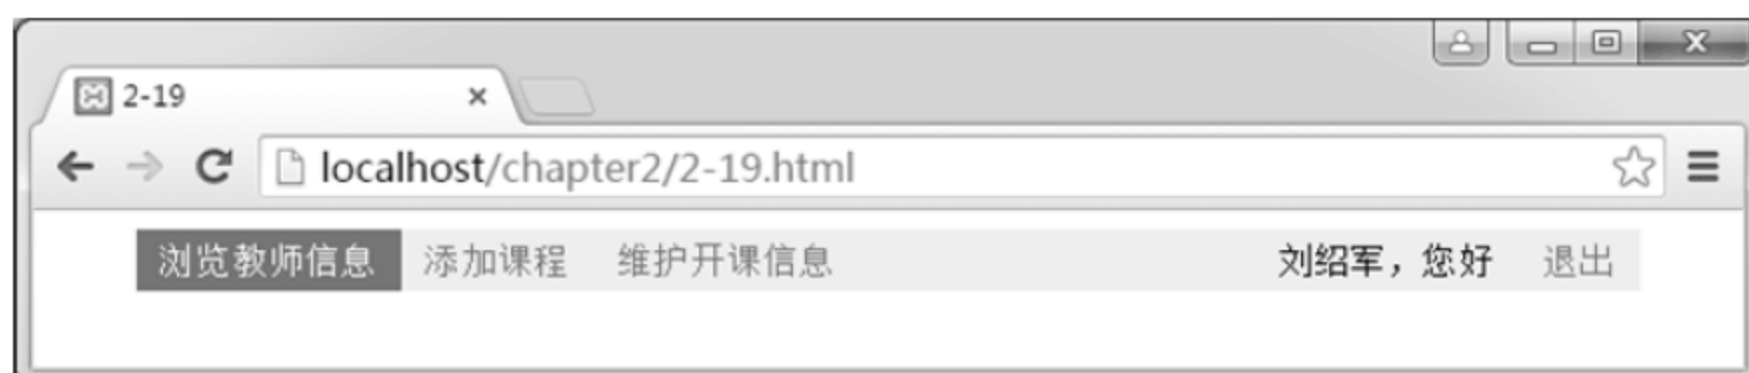 2-19
localhost/chapter2/2-19.html
浏览教师信息 添加课程 维护开课信息 刘绍军，您好 退出